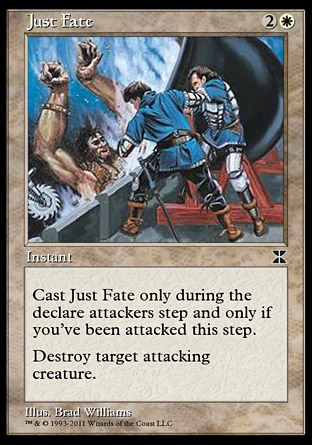 Just Fate 2
Instant
Cast Just Fate only during the
declare attackers step and only if
you've been attacked this step.
Destroy target attacking
creature.
Illus. Brad Williams
™ & © 1993-2011 Wizards of the Coast LLC